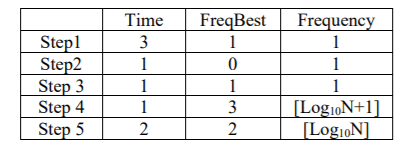 Time FreqBest Frequency
Step1 3 1 1
Step2 1 0 1
Step 3 1 1 1
Step 4 1 3 [Log₁₀N+1]
Step 5 2 2 [Log₁₀N]